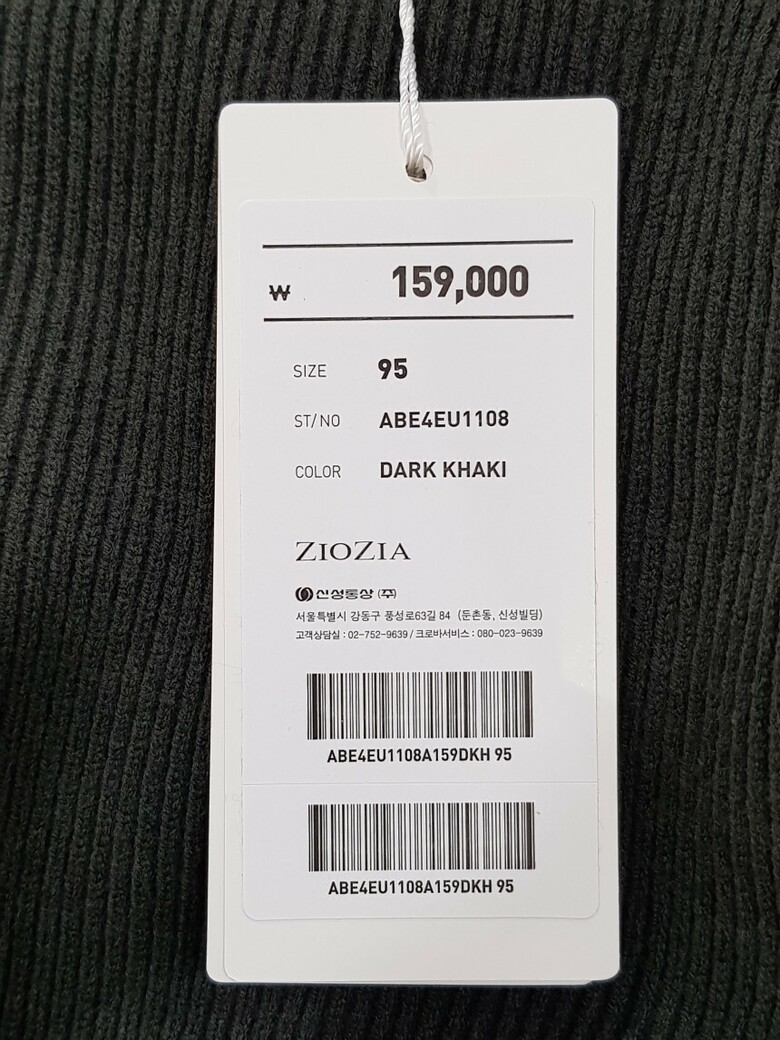 ₩ 159,000
SIZE 95
ST/NO ABE4EU1108
COLOR DARK KHAKI
ZIOZIA
신성통상 (주)
서울특별시 강동구 풍성로63길 84 (둔촌동, 신성빌딩)
고객상담실 : 02-752-9639 / 크로바서비스 : 080-023-9639
ABE4EU1108A159DKH 95
ABE4EU1108A159DKH 95